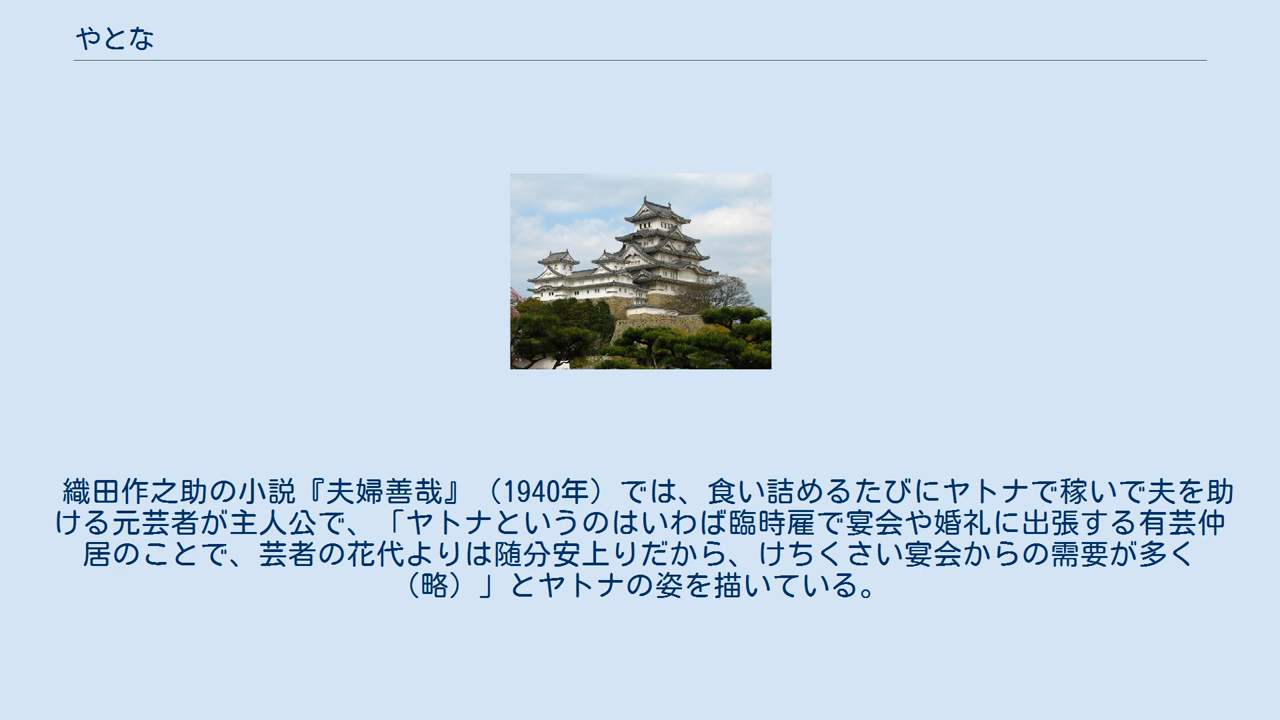 やとな
織田作之助の小説『夫婦善哉』（1940年）では、食い詰めるたびにヤトナで稼いで夫を助
ける元芸者が主人公で、「ヤトナというのはいわば臨時雇で宴会や婚礼に出張する有芸仲
居のことで、芸者の花代よりは随分安上りだから、けちくさい宴会からの需要が多く
（略）」とヤトナの姿を描いている。